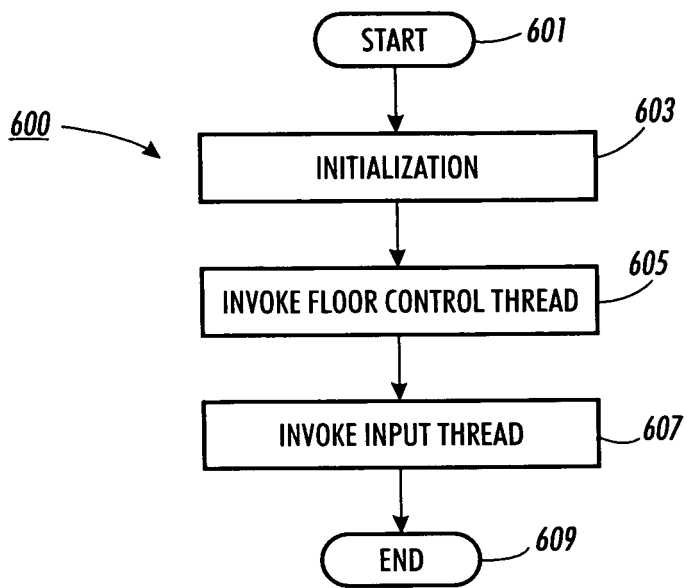 START
601
600
603
INITIALIZATION
605
INVOKE FLOOR CONTROL THREAD
INVOKE INPUT THREAD
607
END
609